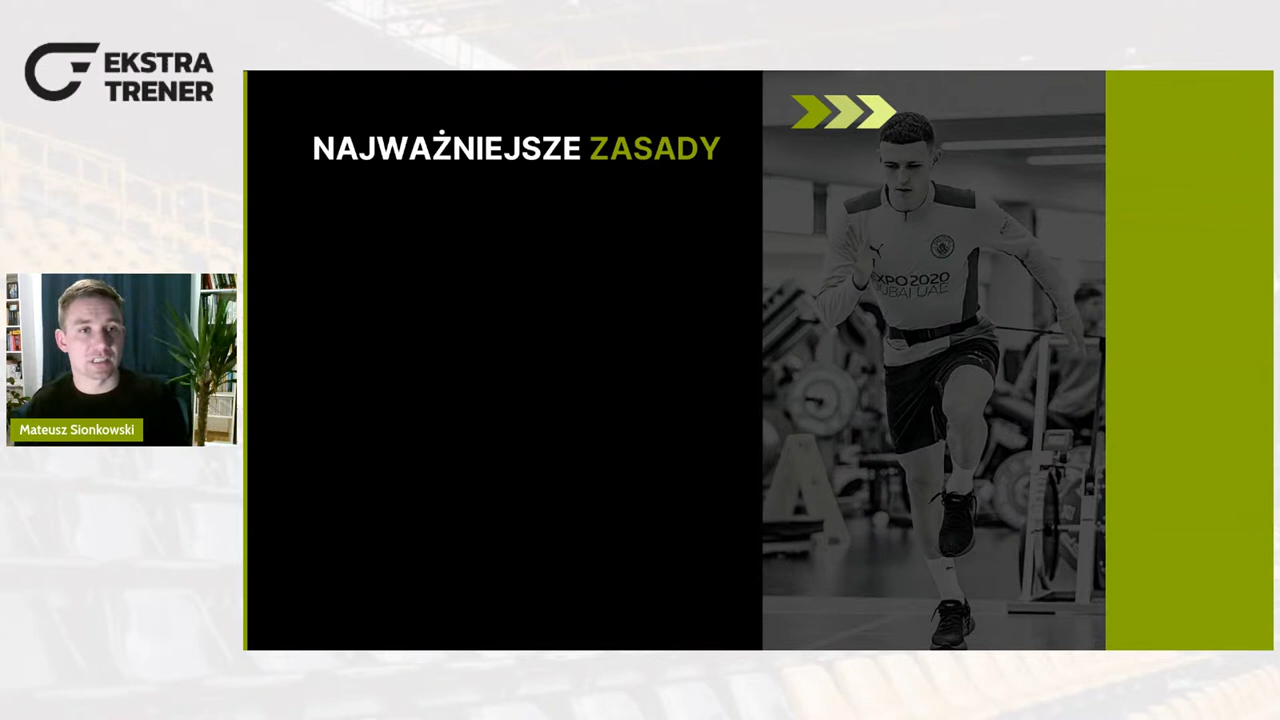 EKSTRA
TRENER
NAJWAŻNIEJSZE ZASADY
EXPO 2020
DUBAI UAE
Mateusz Sionkowski